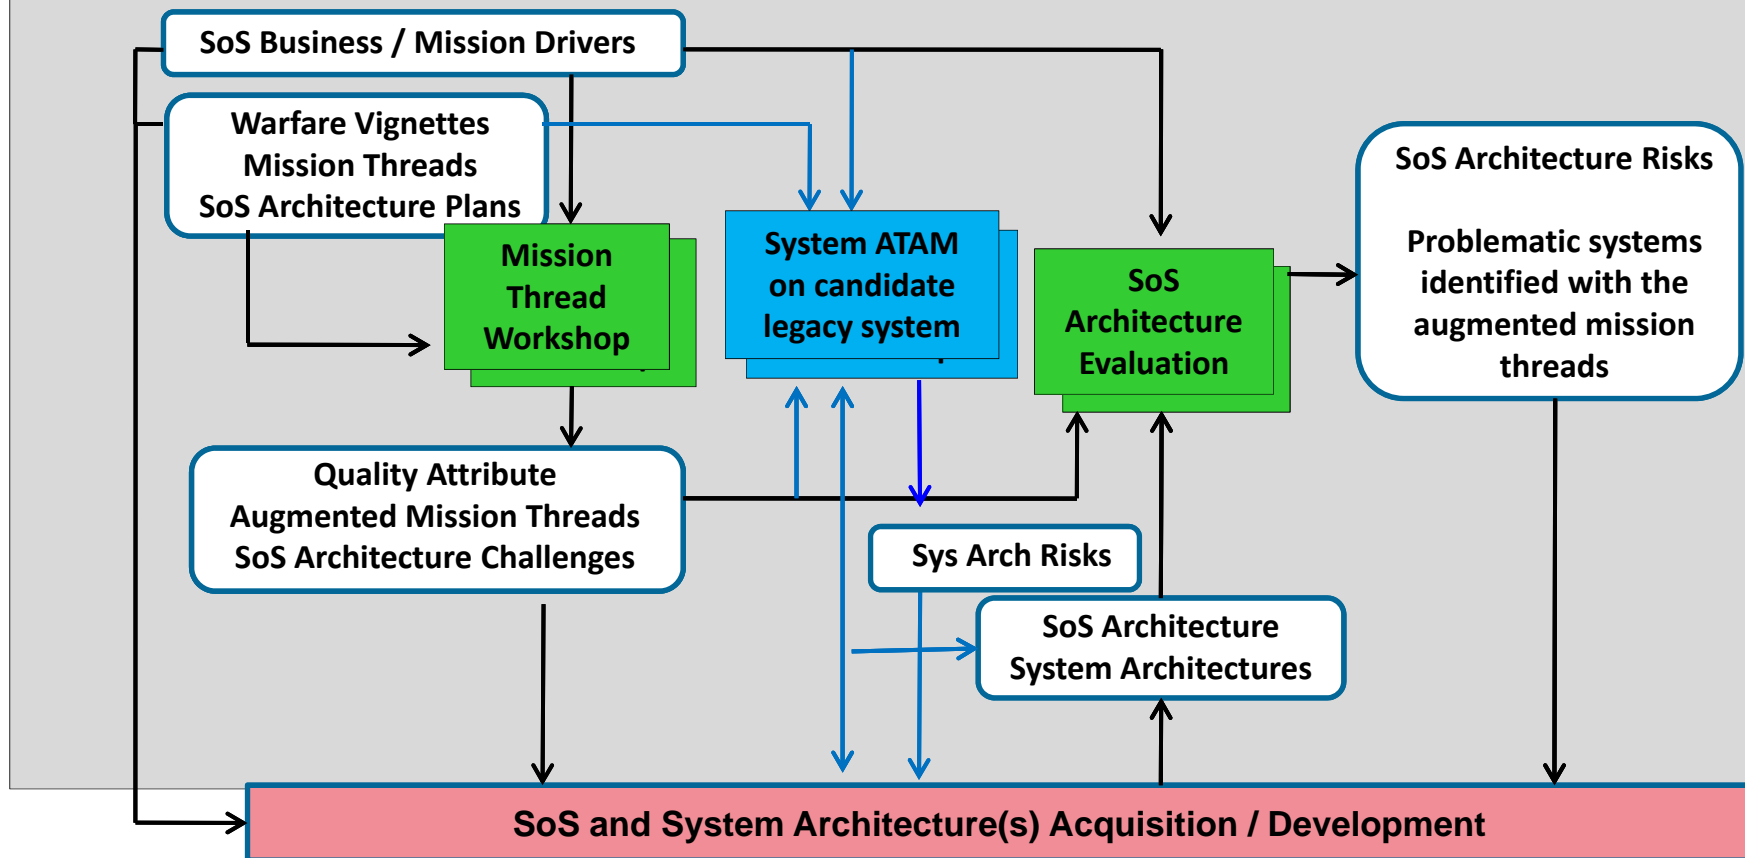 SoS Business / Mission Drivers
Warfare Vignettes
Mission Threads
SoS Architecture Plans
Mission
Thread
Workshop
System ATAM
on candidate
legacy system
SoS
Architecture
Evaluation
SoS Architecture Risks
Problematic systems
identified with the
augmented mission
threads
Quality Attribute
Augmented Mission Threads
SoS Architecture Challenges
Sys Arch Risks
SoS Architecture
System Architectures
SoS and System Architecture(s) Acquisition / Development